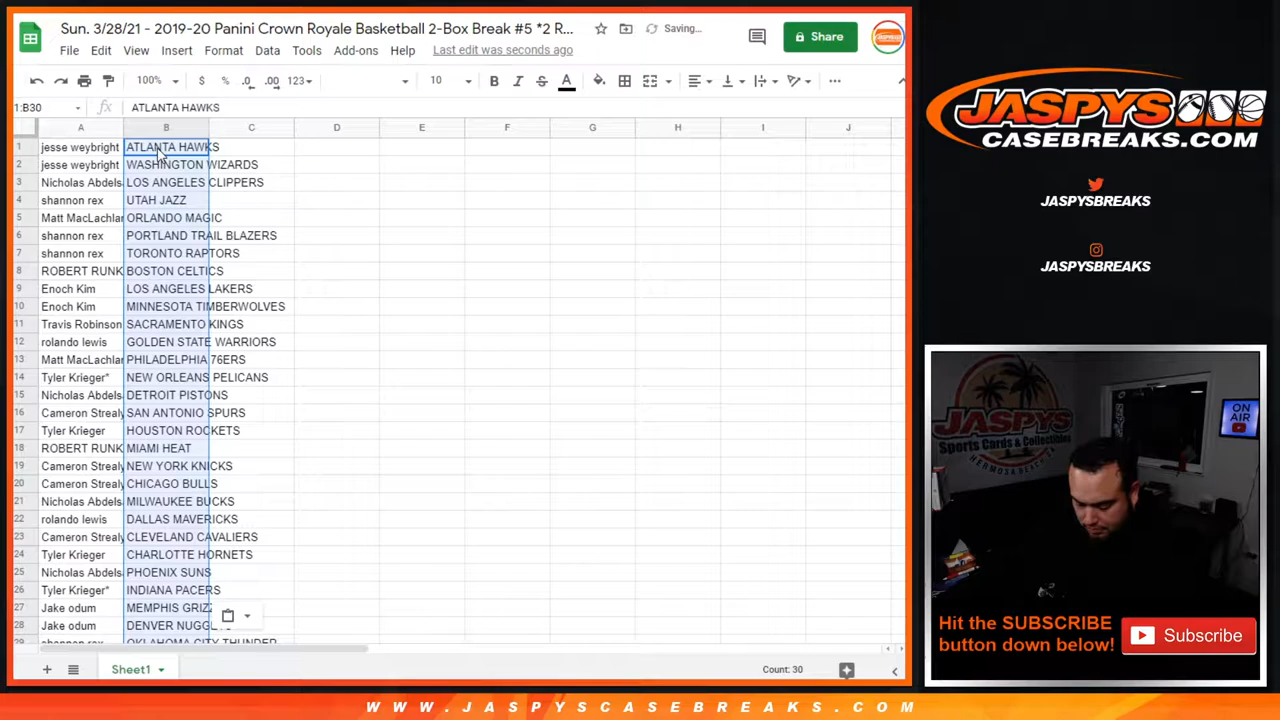 Sun. 3/28/21 - 2019-20 Panini Crown Royale Basketball 2-Box Break #5 *2 R...
Saving...
File Edit View Insert Format Data Tools Add-ons Help Last edit was seconds ago
Share
100% $ % .0 .00 123 10 B I S A
1:B30 fx ATLANTA HAWKS
A B C D E F G H I J
1 jesse weybright ATLANTA HAWKS
2 jesse weybright WASHINGTON WIZARDS
3 Nicholas Abdels LOS ANGELES CLIPPERS
4 shannon rex UTAH JAZZ
5 Matt MacLachlan ORLANDO MAGIC
6 shannon rex PORTLAND TRAIL BLAZERS
7 shannon rex TORONTO RAPTORS
8 ROBERT RUNK BOSTON CELTICS
9 Enoch Kim LOS ANGELES LAKERS
10 Enoch Kim MINNESOTA TIMBERWOLVES
11 Travis Robinson SACRAMENTO KINGS
12 rolando lewis GOLDEN STATE WARRIORS
13 Matt MacLachlan PHILADELPHIA 76ERS
14 Tyler Krieger* NEW ORLEANS PELICANS
15 Nicholas Abdels DETROIT PISTONS
16 Cameron Strealy SAN ANTONIO SPURS
17 Tyler Krieger HOUSTON ROCKETS
18 ROBERT RUNK MIAMI HEAT
19 Cameron Strealy NEW YORK KNICKS
20 Cameron Strealy CHICAGO BULLS
21 Nicholas Abdels MILWAUKEE BUCKS
22 rolando lewis DALLAS MAVERICKS
23 Cameron Strealy CLEVELAND CAVALIERS
24 Tyler Krieger CHARLOTTE HORNETS
25 Nicholas Abdels PHOENIX SUNS
26 Tyler Krieger* INDIANA PACERS
27 Jake odum MEMPHIS GRIZ
28 Jake odum DENVER NUGGE
29 shannon rex OKLAHOMA CITY THUNDER
Sheet1
Count: 30
JASPYS
CASEBREAKS.COM
JASPYSBREAKS
JASPYSBREAKS
JASPYS
Sports Cards & Collectibles
HERMOSA BEACH CA
ON
AIR
Hit the SUBSCRIBE
button down below!
Subscribe
WWW.JASPYSCASEBREAKS.COM